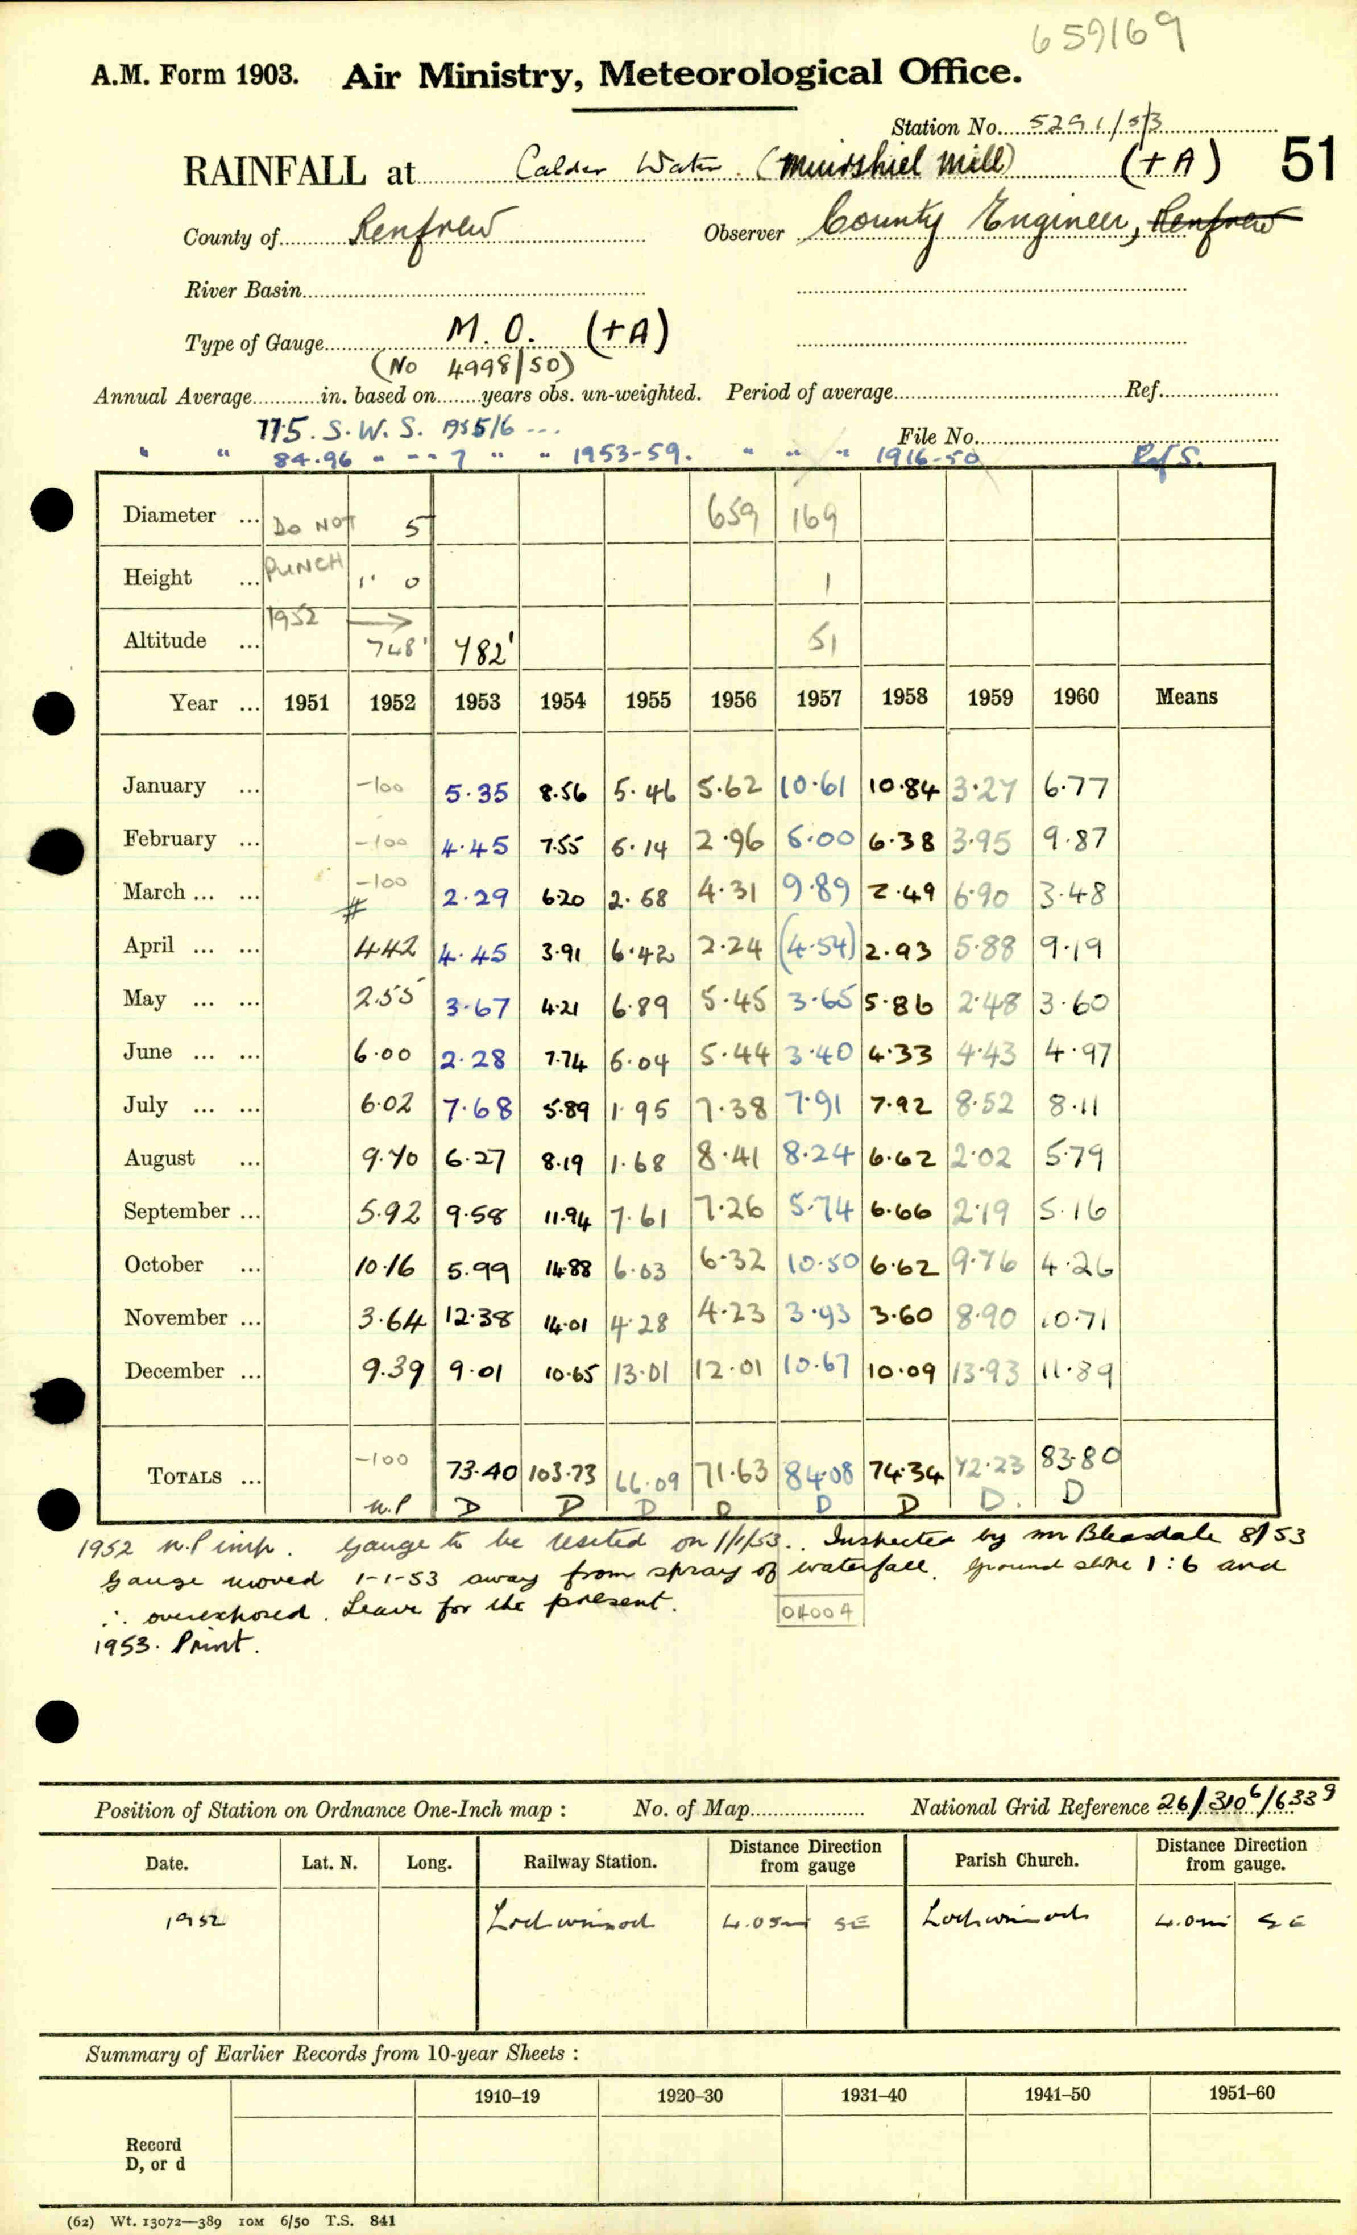 659169
A.M. Form 1903. Air Ministry, Meteorological Office.
Station No. 5291/53
RAINFALL at Calder Water (Muirshiel Mill) (+A) 51
County of Renfrew Observer County Engineer, Renfrew
River Basin
Type of Gauge M.O. (+A)
(No 4998/50)
Annual Average in. based on years obs. un-weighted. Period of average Ref.
77.5. S.W.S. 1955/6 ---
File No.
" " 84.96 " " " 7 " " 1953-59. " " " 1916-50 Ref S.
Diameter ... DO NOT 5 659 169
Height ... PUNCH 1" 0 1
Altitude ... 1952 → 748' 782' 51
Year ... 1951 1952 1953 1954 1955 1956 1957 1958 1959 1960 Means
January ... -100 5.35 8.56 5.46 5.62 10.61 10.84 3.27 6.77
February ... -100 4.45 7.55 5.14 2.96 5.00 6.38 3.95 9.87
March ... ... -100 2.29 6.20 2.58 4.31 9.89 2.49 6.90 3.48
#
April ... ... 4.42 4.45 3.91 6.42 2.24 (4.54) 2.93 5.88 9.19
May ... ... 2.55 3.67 4.21 6.89 5.45 3.65 5.86 2.48 3.60
June ... ... 6.00 2.28 7.74 5.04 5.44 3.40 4.33 4.43 4.97
July ... ... 6.02 7.68 5.89 1.95 7.38 7.91 7.92 8.52 8.11
August ... 9.70 6.27 8.19 1.68 8.41 8.24 6.62 2.02 5.79
September ... 5.92 9.58 11.94 7.61 7.26 5.74 6.66 2.19 5.16
October ... 10.16 5.99 14.88 6.03 6.32 10.50 6.62 9.76 4.26
November ... 3.64 12.38 14.01 4.28 4.23 3.93 3.60 8.90 10.71
December ... 9.39 9.01 10.65 13.01 12.01 10.67 10.09 13.93 11.89
TOTALS ... -100 73.40 103.73 66.09 71.63 84.08 74.34 72.23 83.80
n.P D D D D D D D. D
1952 n.P imp. Gauge to be resited on 1/1/53. Inspected by Mr Bleasdale 8/53
Gauge moved 1-1-53 away from spray of waterfall. Ground slope 1:6 and
∴ overexposed. Leave for the present. 0400A
1953. Print.
Position of Station on Ordnance One-Inch map : No. of Map National Grid Reference 26/310⁶/633⁹
Date. Lat. N. Long. Railway Station. Distance Direction from gauge Parish Church. Distance Direction from gauge.
1952 Lochwinnoch 4.05m SE Lochwinnoch 4.0mi SE
Summary of Earlier Records from 10-year Sheets :
1910–19 1920–30 1931–40 1941–50 1951–60
Record
D, or d
(62) Wt. 13072—389 10M 6/50 T.S. 841